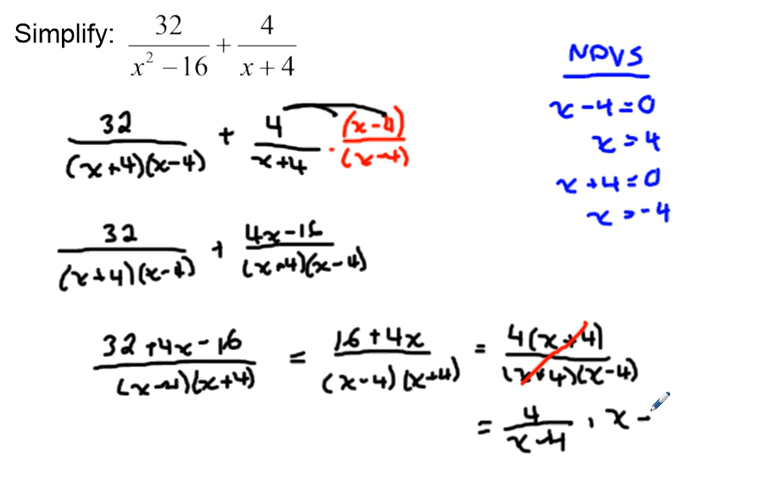 Simplify: 32/(x² − 16) + 4/(x + 4)
NPVS
x − 4 = 0
x = 4
x + 4 = 0
x = −4
32/((x+4)(x−4)) + 4/(x+4) · (x−4)/(x−4)
32/((x+4)(x−4)) + (4x−16)/((x+4)(x−4))
(32+4x−16)/((x−4)(x+4)) = (16+4x)/((x−4)(x+4)) = 4(x+4)/((x+4)(x−4))
= 4/(x−4) , x −